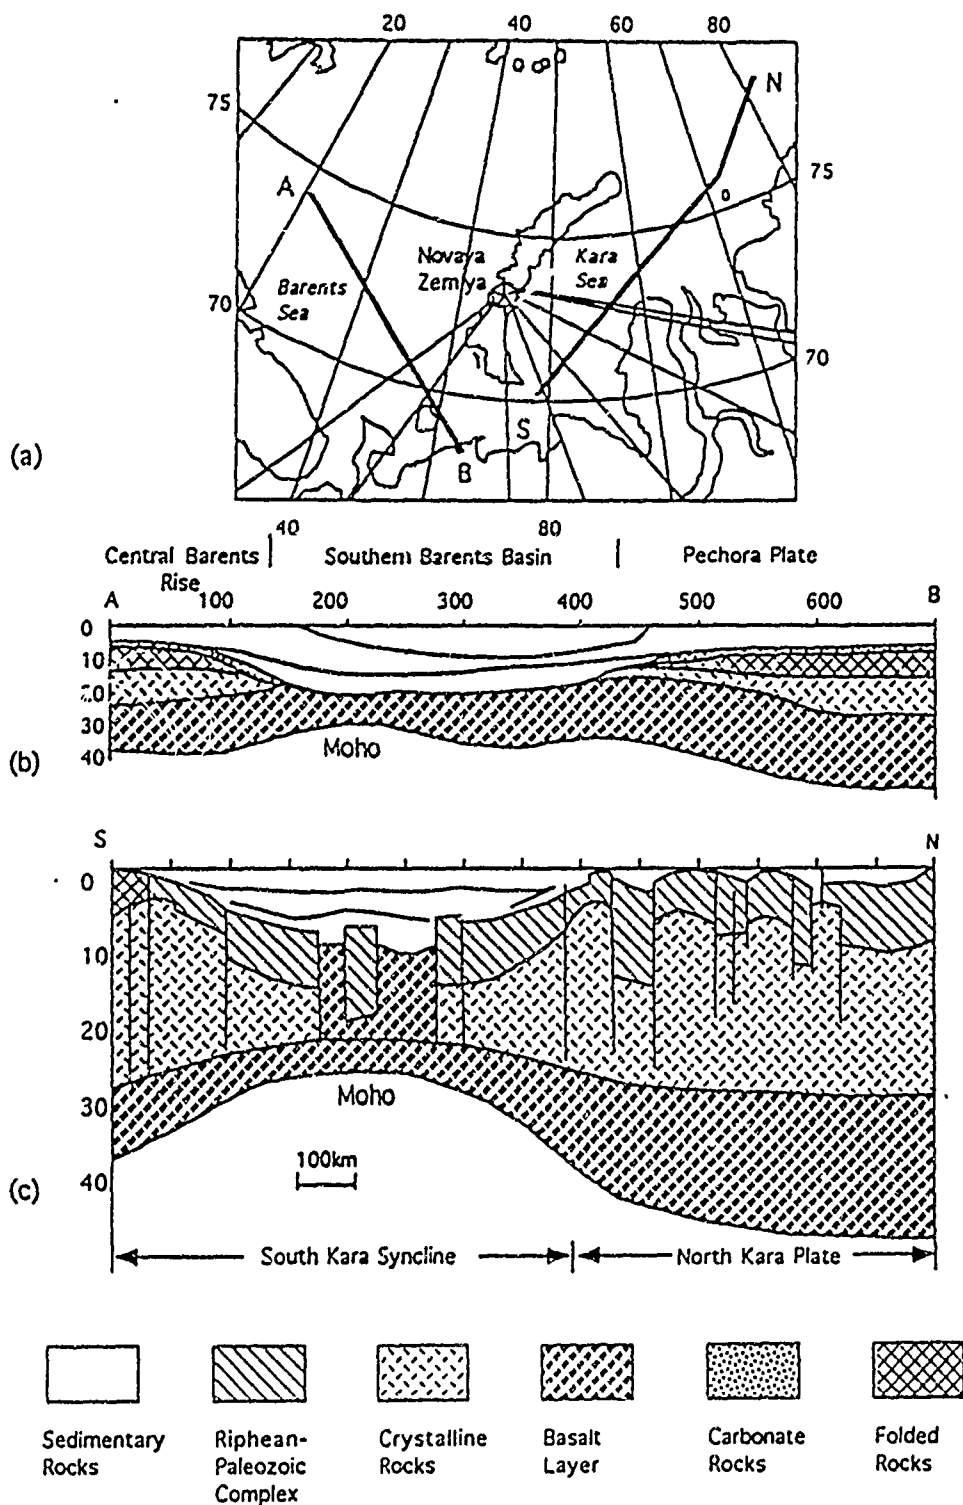 (a)
20 40 60 80
75
N
75
A
Novaya
Zemlya
Kara
Sea
Barents
Sea
70
70
S
B
40 80
Central Barents
Rise
Southern Barents Basin
Pechora Plate
A 100 200 300 400 500 600 B
0
10
20
30
40
Moho
(b)
S N
0
10
20
30
40
Moho
100km
(c)
South Kara Syncline
North Kara Plate
Sedimentary
Rocks
Riphean-
Paleozoic
Complex
Crystalline
Rocks
Basalt
Layer
Carbonate
Rocks
Folded
Rocks